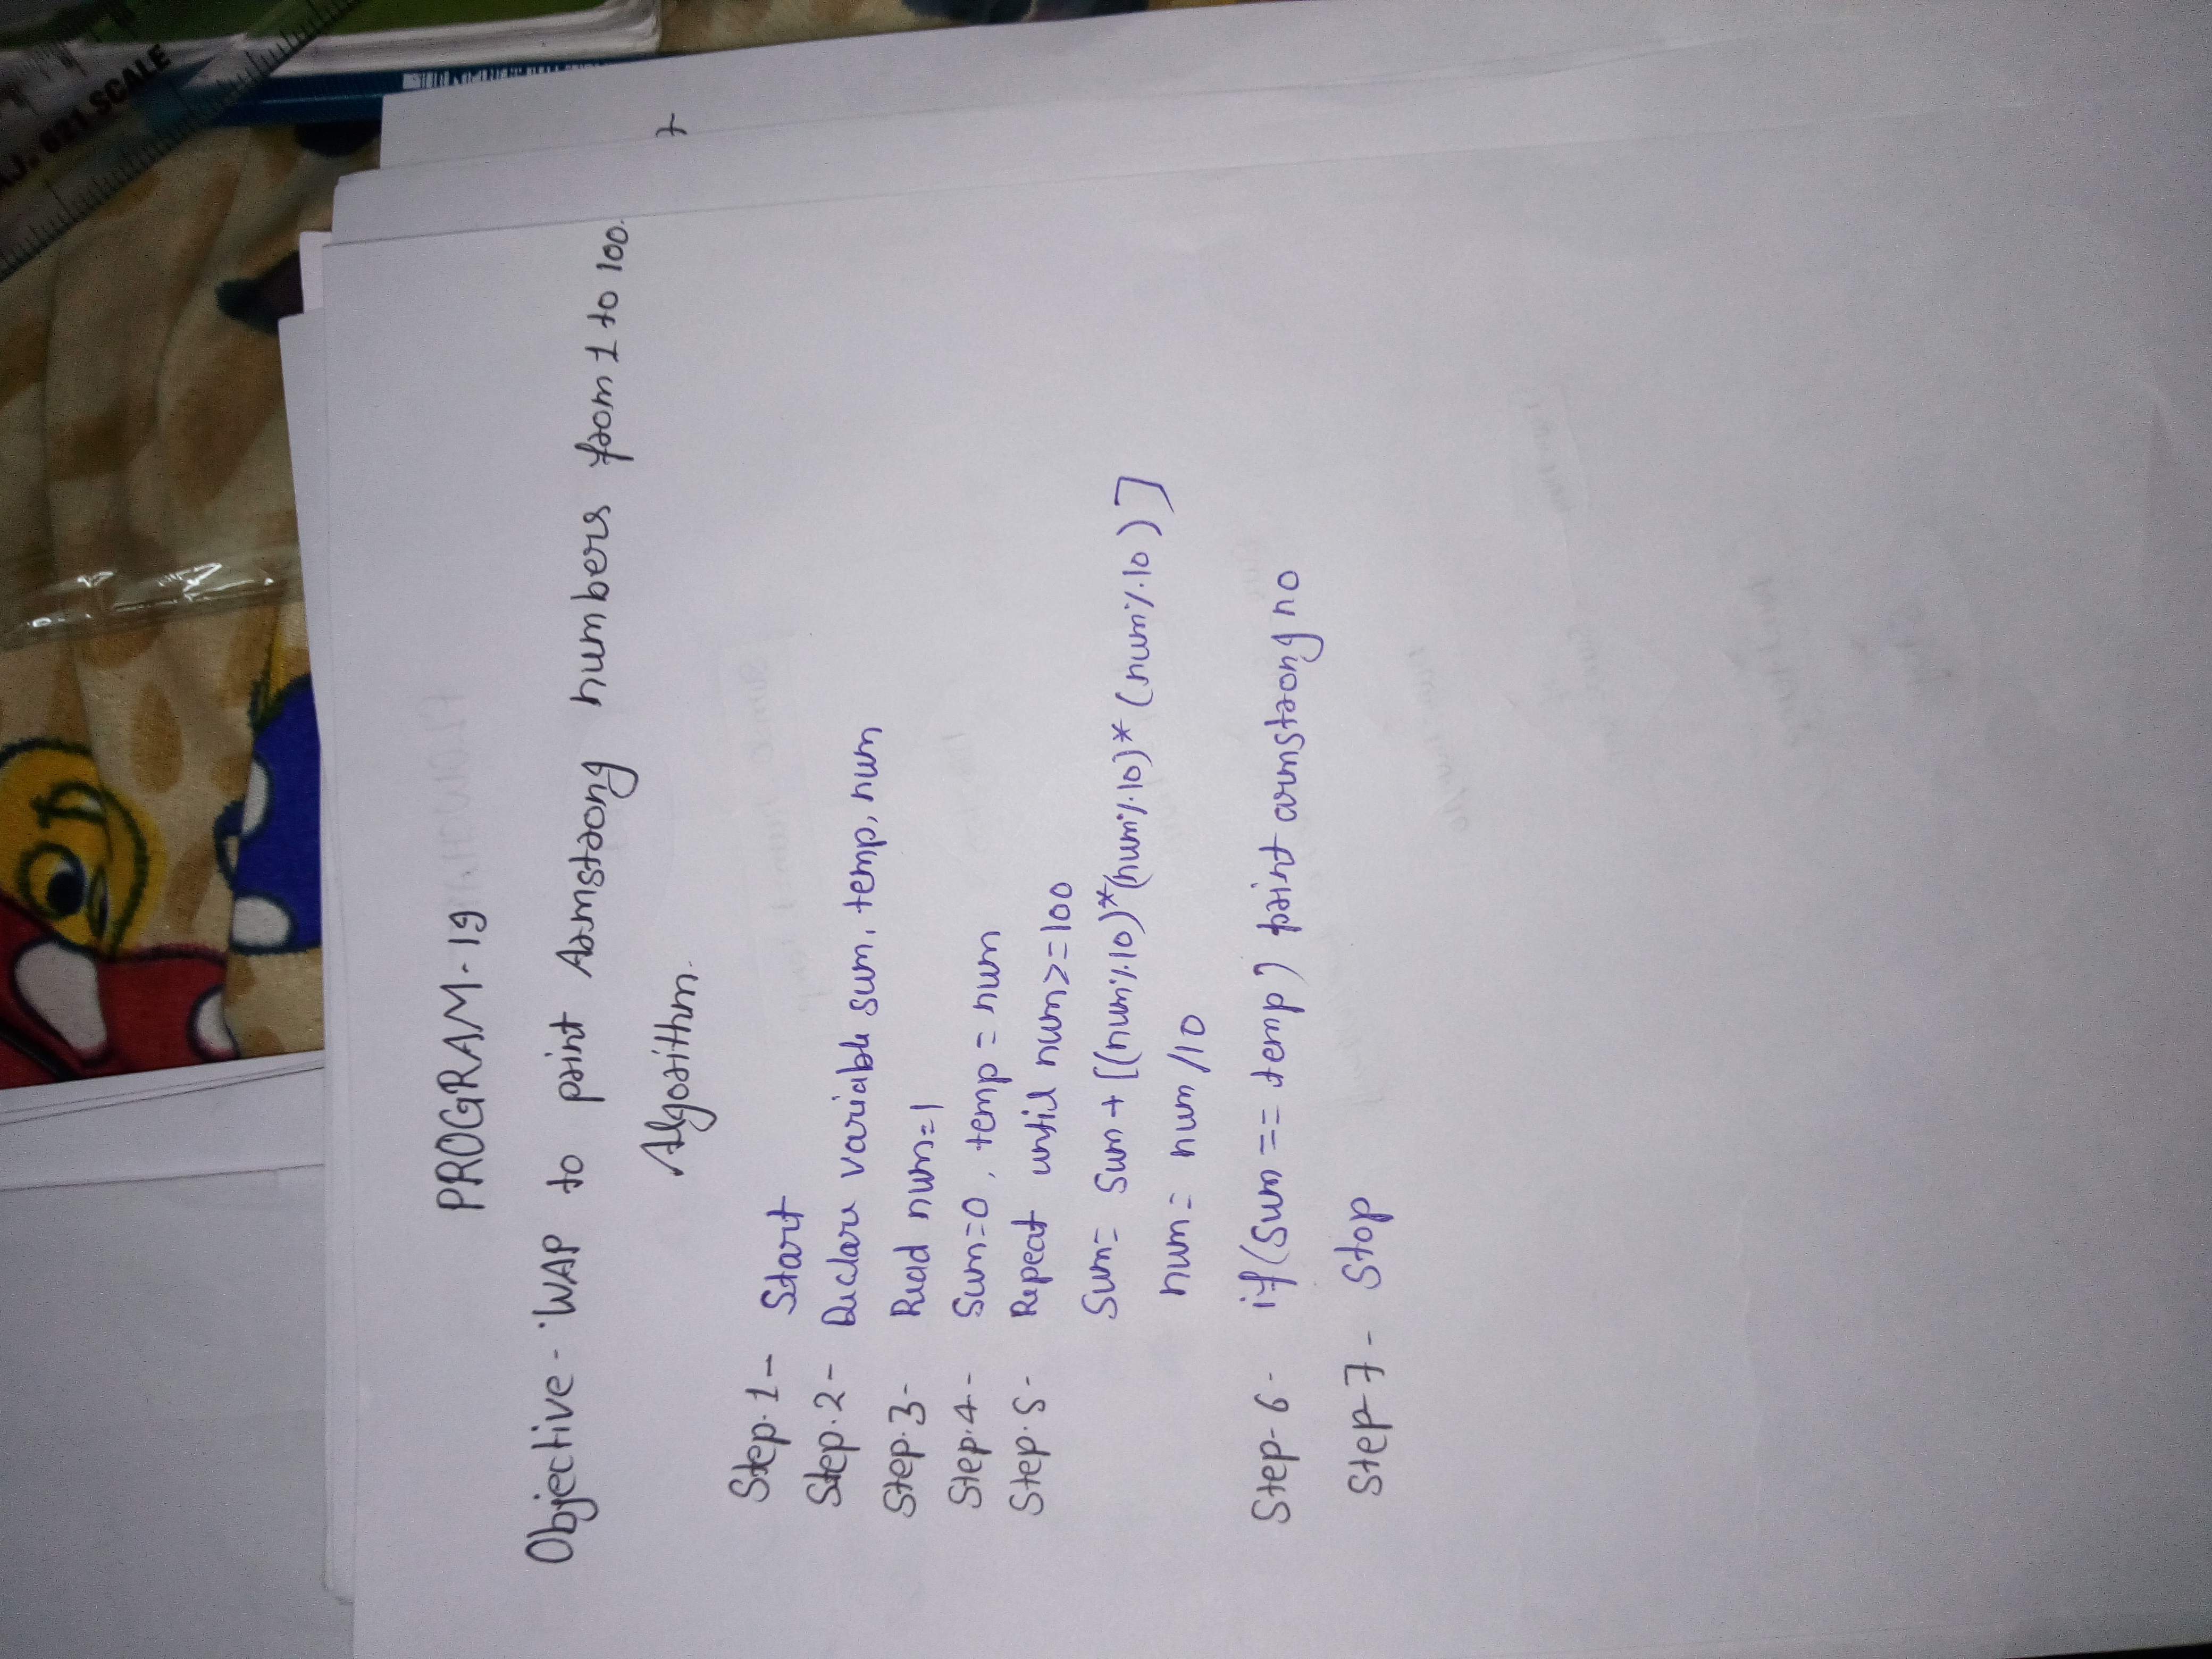 AJ. 621 SCALE
PROGRAM-19
Objective - WAP to print Armstrong numbers from 1 to 100.
Algorithm.
Step.1- Start
Step.2- Declare variable sum, temp, num
Step.3- Read num=1
Step.4- Sum=0, temp = num
Step.5- Repeat until num>=100
Sum= Sum + [(num%10)*(num%10)*(num%10)]
num= num/10
Step-6- if(Sum == temp) print armstrong no
Step-7- Stop